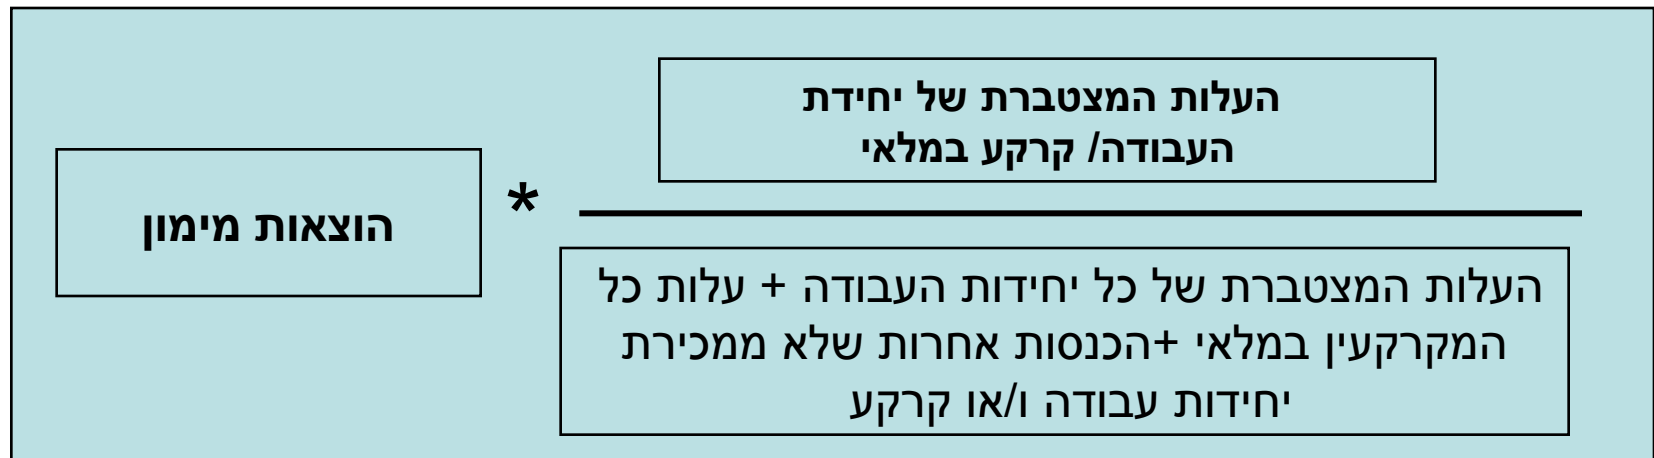 העלות המצטברת של יחידת
העבודה/ קרקע במלאי
הוצאות מימון
*
העלות המצטברת של כל יחידות העבודה + עלות כל
המקרקעין במלאי +הכנסות אחרות שלא ממכירת
יחידות עבודה ו/או קרקע